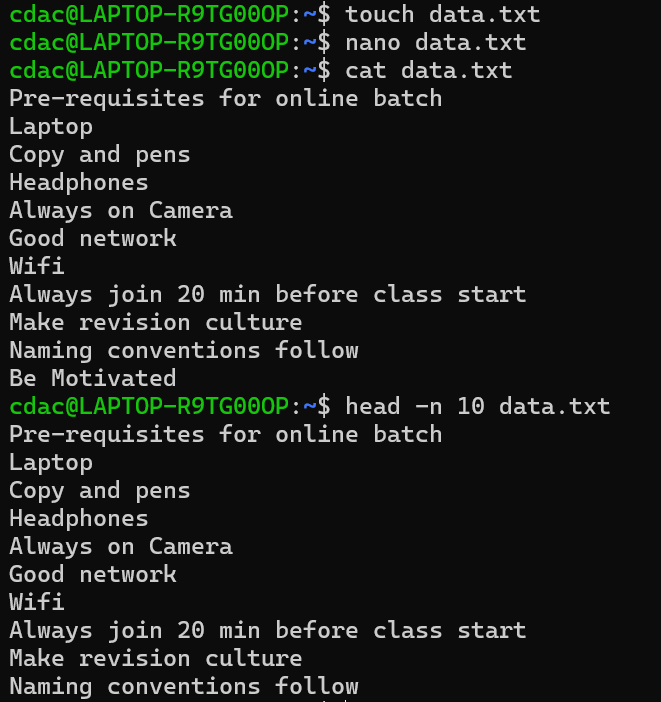 cdac@LAPTOP-R9TG00OP:~$ touch data.txt
cdac@LAPTOP-R9TG00OP:~$ nano data.txt
cdac@LAPTOP-R9TG00OP:~$ cat data.txt
Pre-requisites for online batch
Laptop
Copy and pens
Headphones
Always on Camera
Good network
Wifi
Always join 20 min before class start
Make revision culture
Naming conventions follow
Be Motivated
cdac@LAPTOP-R9TG00OP:~$ head -n 10 data.txt
Pre-requisites for online batch
Laptop
Copy and pens
Headphones
Always on Camera
Good network
Wifi
Always join 20 min before class start
Make revision culture
Naming conventions follow